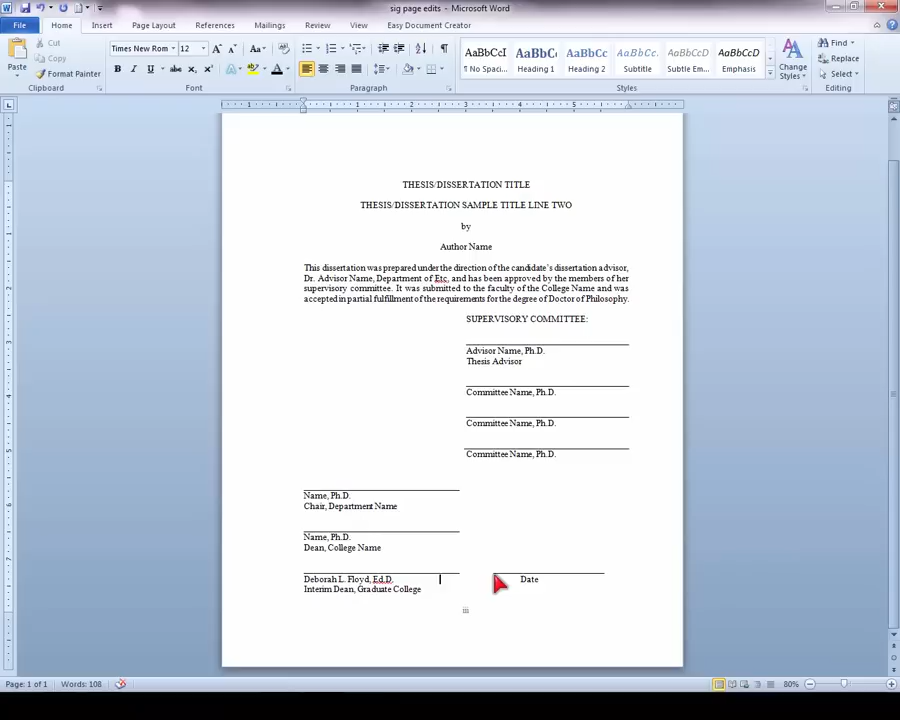 sig page edits - Microsoft Word
File Home Insert Page Layout References Mailings Review View Easy Document Creator
Paste
Cut
Copy
Format Painter
Clipboard
Times New Rom 12
Font
Paragraph
AaBbCcI AaBbCc AaBbCc AaBbCc. AaBbCcD AaBbCcD
¶ No Spaci... Heading 1 Heading 2 Subtitle Subtle Em... Emphasis
Styles
Change Styles
Find
Replace
Select
Editing
THESIS/DISSERTATION TITLE
THESIS/DISSERTATION SAMPLE TITLE LINE TWO
by
Author Name
This dissertation was prepared under the direction of the candidate's dissertation advisor,
Dr. Advisor Name, Department of Etc, and has been approved by the members of her
supervisory committee. It was submitted to the faculty of the College Name and was
accepted in partial fulfillment of the requirements for the degree of Doctor of Philosophy.
SUPERVISORY COMMITTEE:
Advisor Name, Ph.D.
Thesis Advisor
Committee Name, Ph.D.
Committee Name, Ph.D.
Committee Name, Ph.D.
Name, Ph.D.
Chair, Department Name
Name, Ph.D.
Dean, College Name
Deborah L. Floyd, Ed.D. Date
Interim Dean, Graduate College
iii
Page: 1 of 1 Words: 108 80%